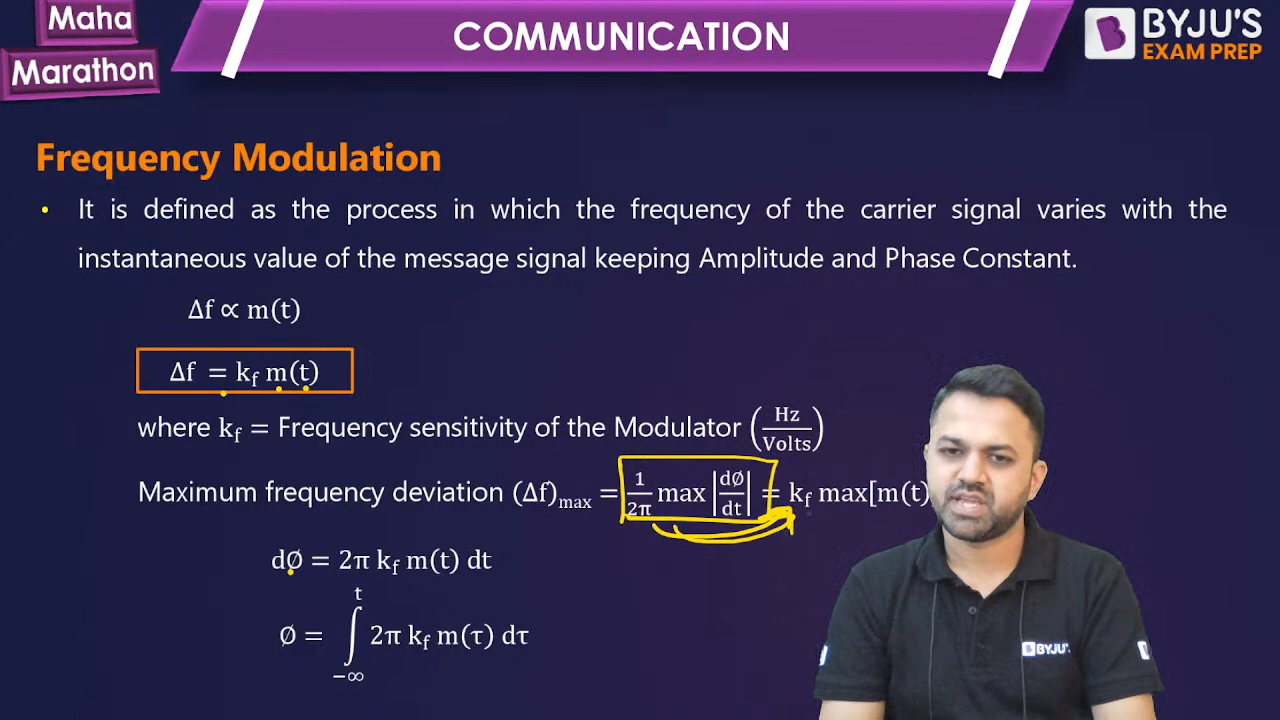 Maha
Marathon
COMMUNICATION
BYJU'S
EXAM PREP
Frequency Modulation
• It is defined as the process in which the frequency of the carrier signal varies with the
instantaneous value of the message signal keeping Amplitude and Phase Constant.
Δf ∝ m(t)
Δf = k_f m(t)
where k_f = Frequency sensitivity of the Modulator (Hz/Volts)
Maximum frequency deviation (Δf)_max = 1/2π max |dØ/dt| = k_f max[m(t)
dØ = 2π k_f m(t) dt
Ø = ∫_{-∞}^{t} 2π k_f m(τ) dτ
BYJU'S